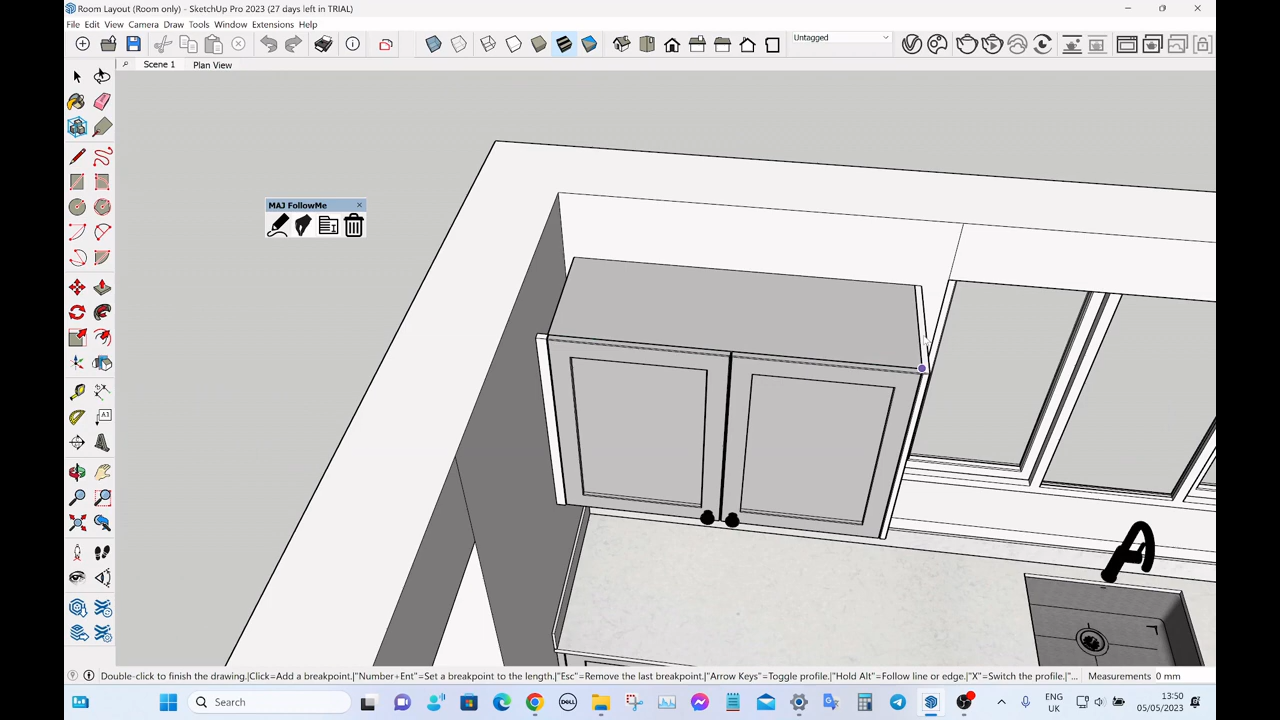 Room Layout (Room only) - SketchUp Pro 2023 (27 days left in TRIAL)
File Edit View Camera Draw Tools Window Extensions Help
Untagged
Scene 1 Plan View
MAJ FollowMe
A1
Double-click to finish the drawing.|"Click=Add a breakpoint.|"Number+Ent"=Set a breakpoint to the length.|"Esc"=Remove the last breakpoint.|"Arrow Keys"=Toggle profile.|"Hold Alt"=Follow line or edge.|"X"=Switch the profile.|"... Measurements 0 mm
Search
DELL
ENG
UK
13:50
05/05/2023